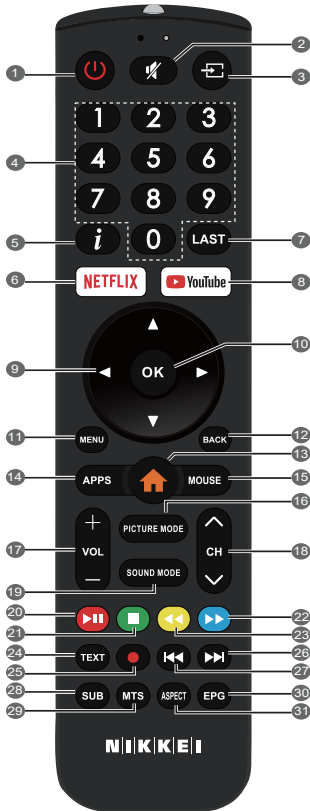 1
2
3
1 2 3
4
4 5 6
7 8 9
5
i 0 LAST
7
6
NETFLIX
YouTube
8
9
OK
10
11
MENU
BACK
12
13
14
APPS
MOUSE
15
16
PICTURE MODE
17
+
VOL
−
CH
18
19
SOUND MODE
20
21
22
23
24
TEXT
25
26
27
28
SUB MTS ASPECT EPG
29
30
31
NIKKEI